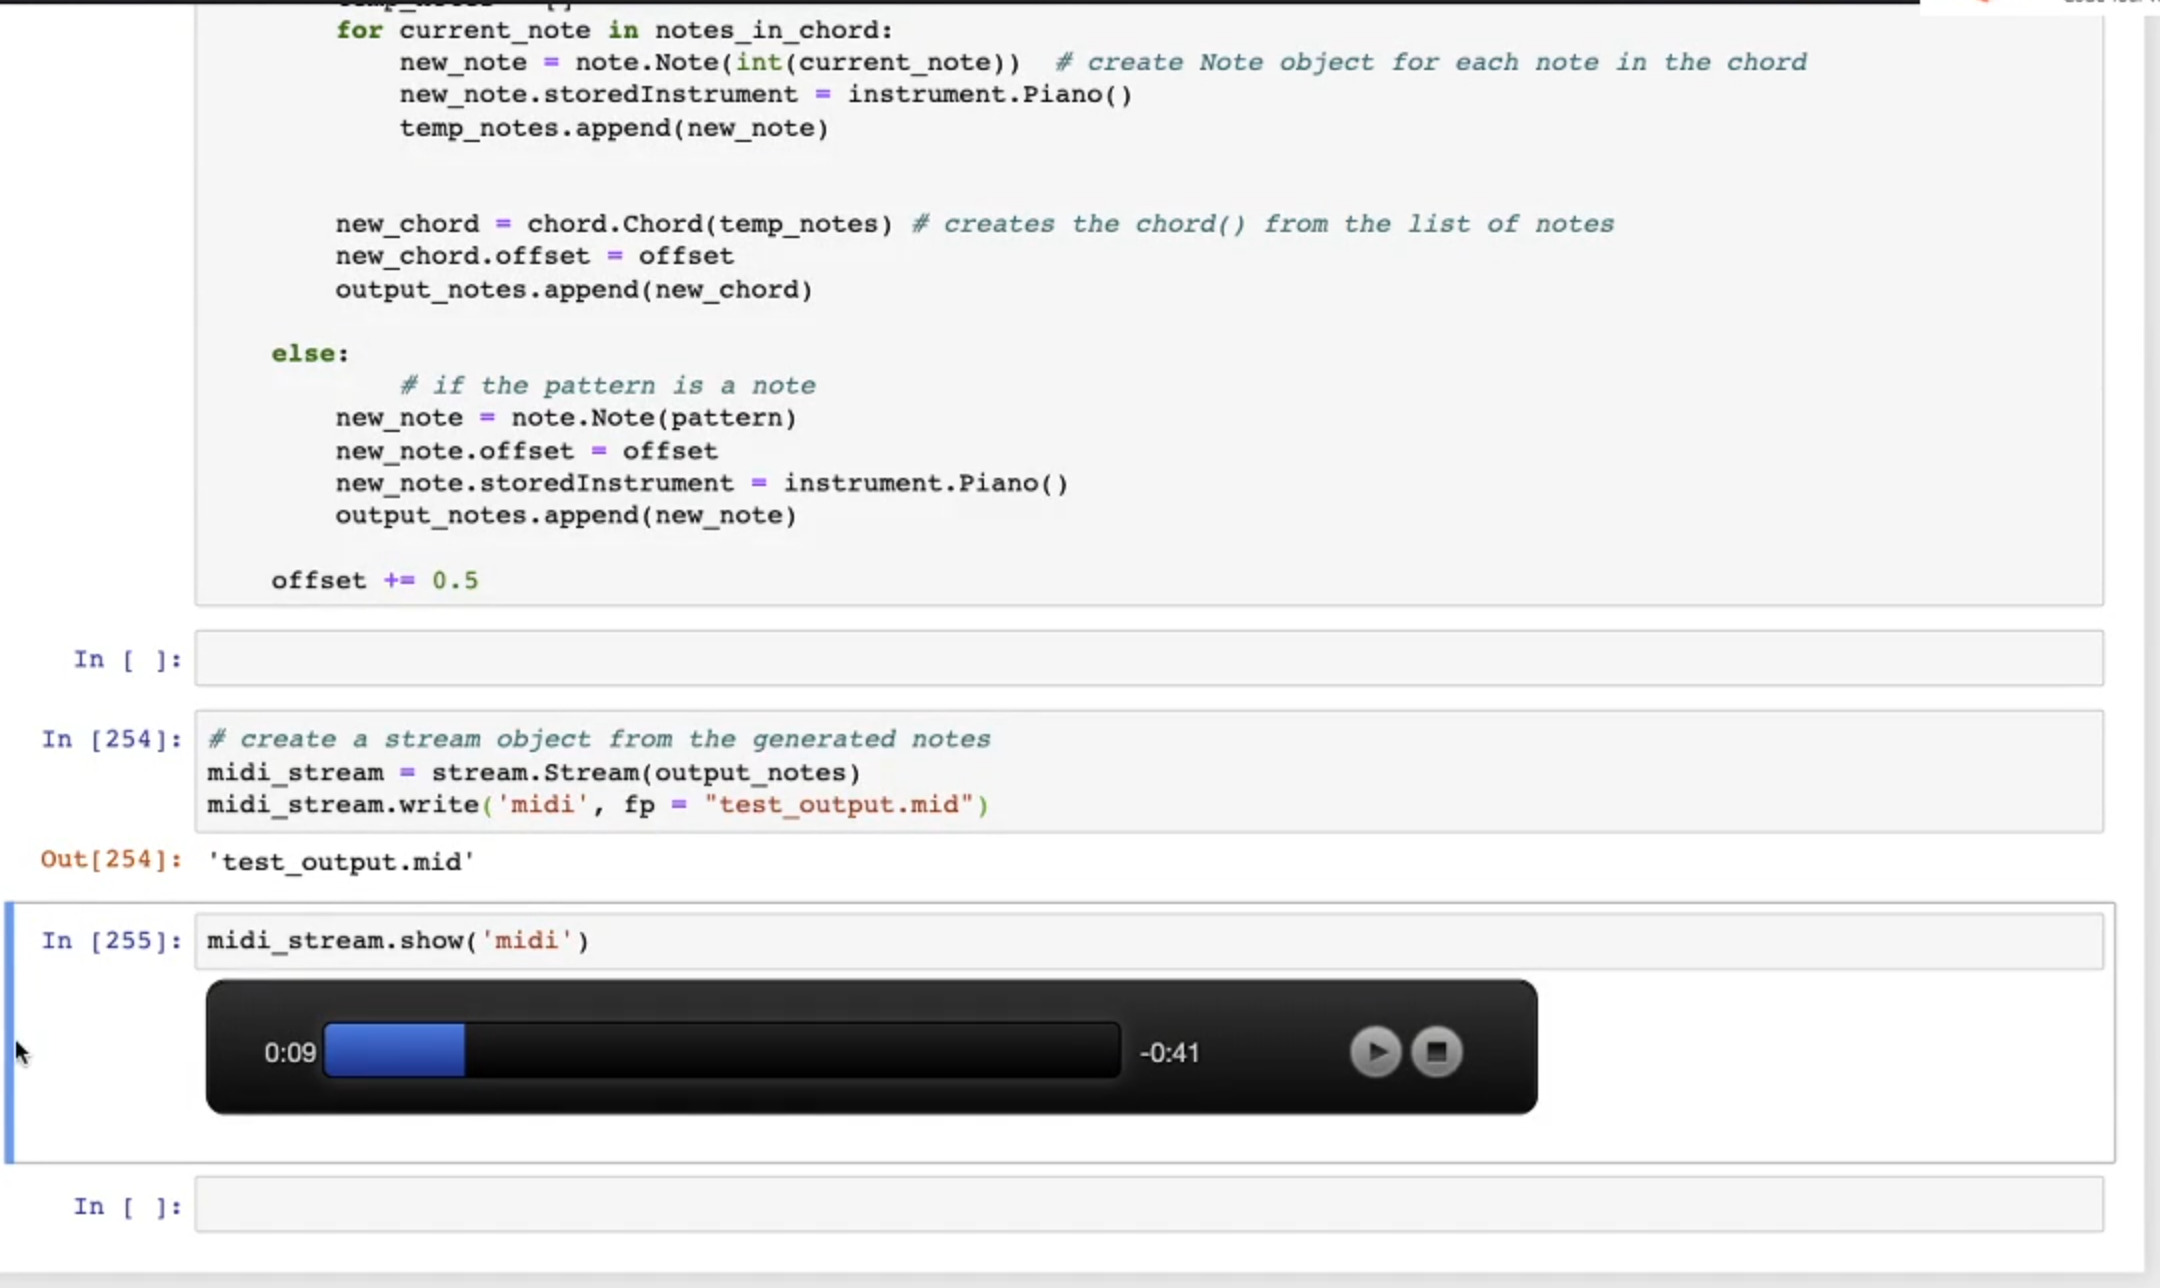 for current_note in notes_in_chord:
new_note = note.Note(int(current_note))  # create Note object for each note in the chord
new_note.storedInstrument = instrument.Piano()
temp_notes.append(new_note)
new_chord = chord.Chord(temp_notes) # creates the chord() from the list of notes
new_chord.offset = offset
output_notes.append(new_chord)
else:
# if the pattern is a note
new_note = note.Note(pattern)
new_note.offset = offset
new_note.storedInstrument = instrument.Piano()
output_notes.append(new_note)
offset += 0.5
In [ ]:
In [254]: # create a stream object from the generated notes
midi_stream = stream.Stream(output_notes)
midi_stream.write('midi', fp = "test_output.mid")
Out[254]: 'test_output.mid'
In [255]: midi_stream.show('midi')
0:09 -0:41
In [ ]: